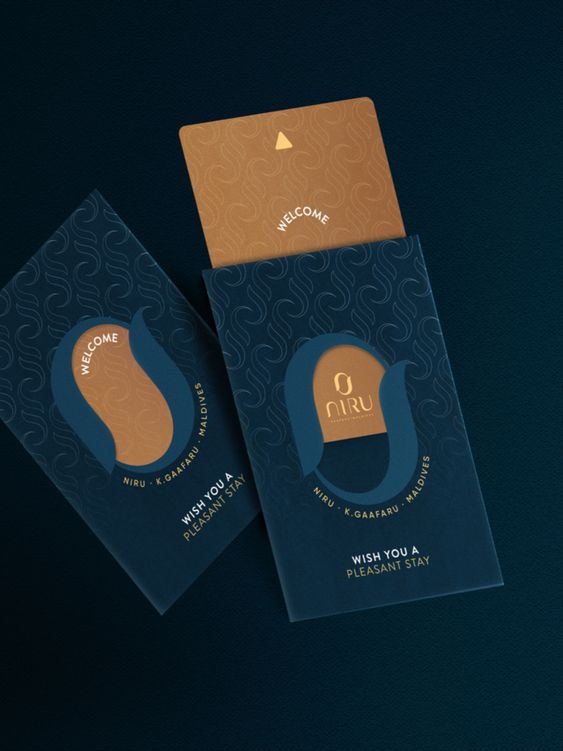 WELCOME
WELCOME
NIRU · K.GAAFARU · MALDIVES
WISH YOU A
PLEASANT STAY
NIRU
NIRU · K.GAAFARU · MALDIVES
WISH YOU A
PLEASANT STAY